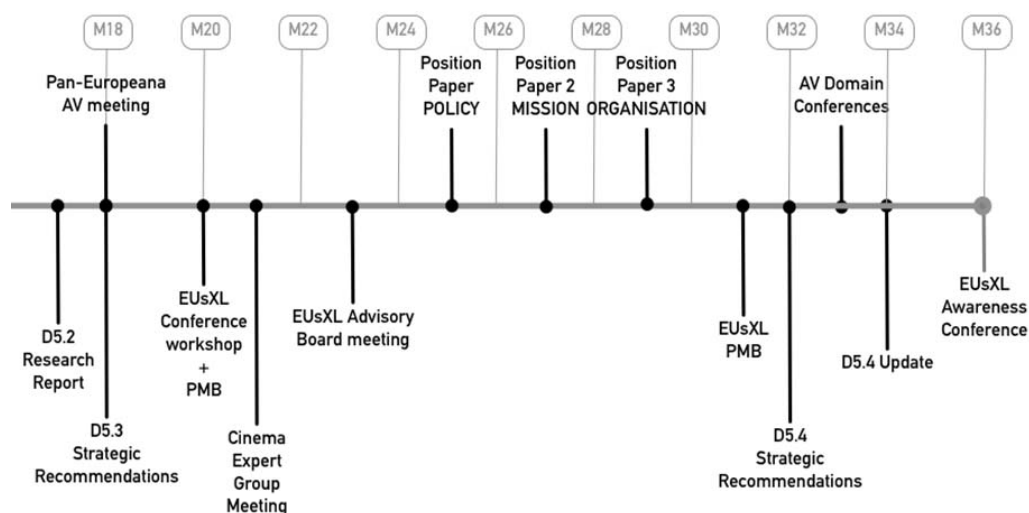 M18
M20
M22
M24
M26
M28
M30
M32
M34
M36
Pan-Europeana
AV meeting
Position
Paper
POLICY
Position
Paper 2
MISSION
Position
Paper 3
ORGANISATION
AV Domain
Conferences
D5.2
Research
Report
D5.3
Strategic
Recommendations
EUsXL
Conference
workshop
+
PMB
Cinema
Expert
Group
Meeting
EUsXL Advisory
Board meeting
EUsXL
PMB
D5.4
Strategic
Recommendations
D5.4 Update
EUsXL
Awareness
Conference